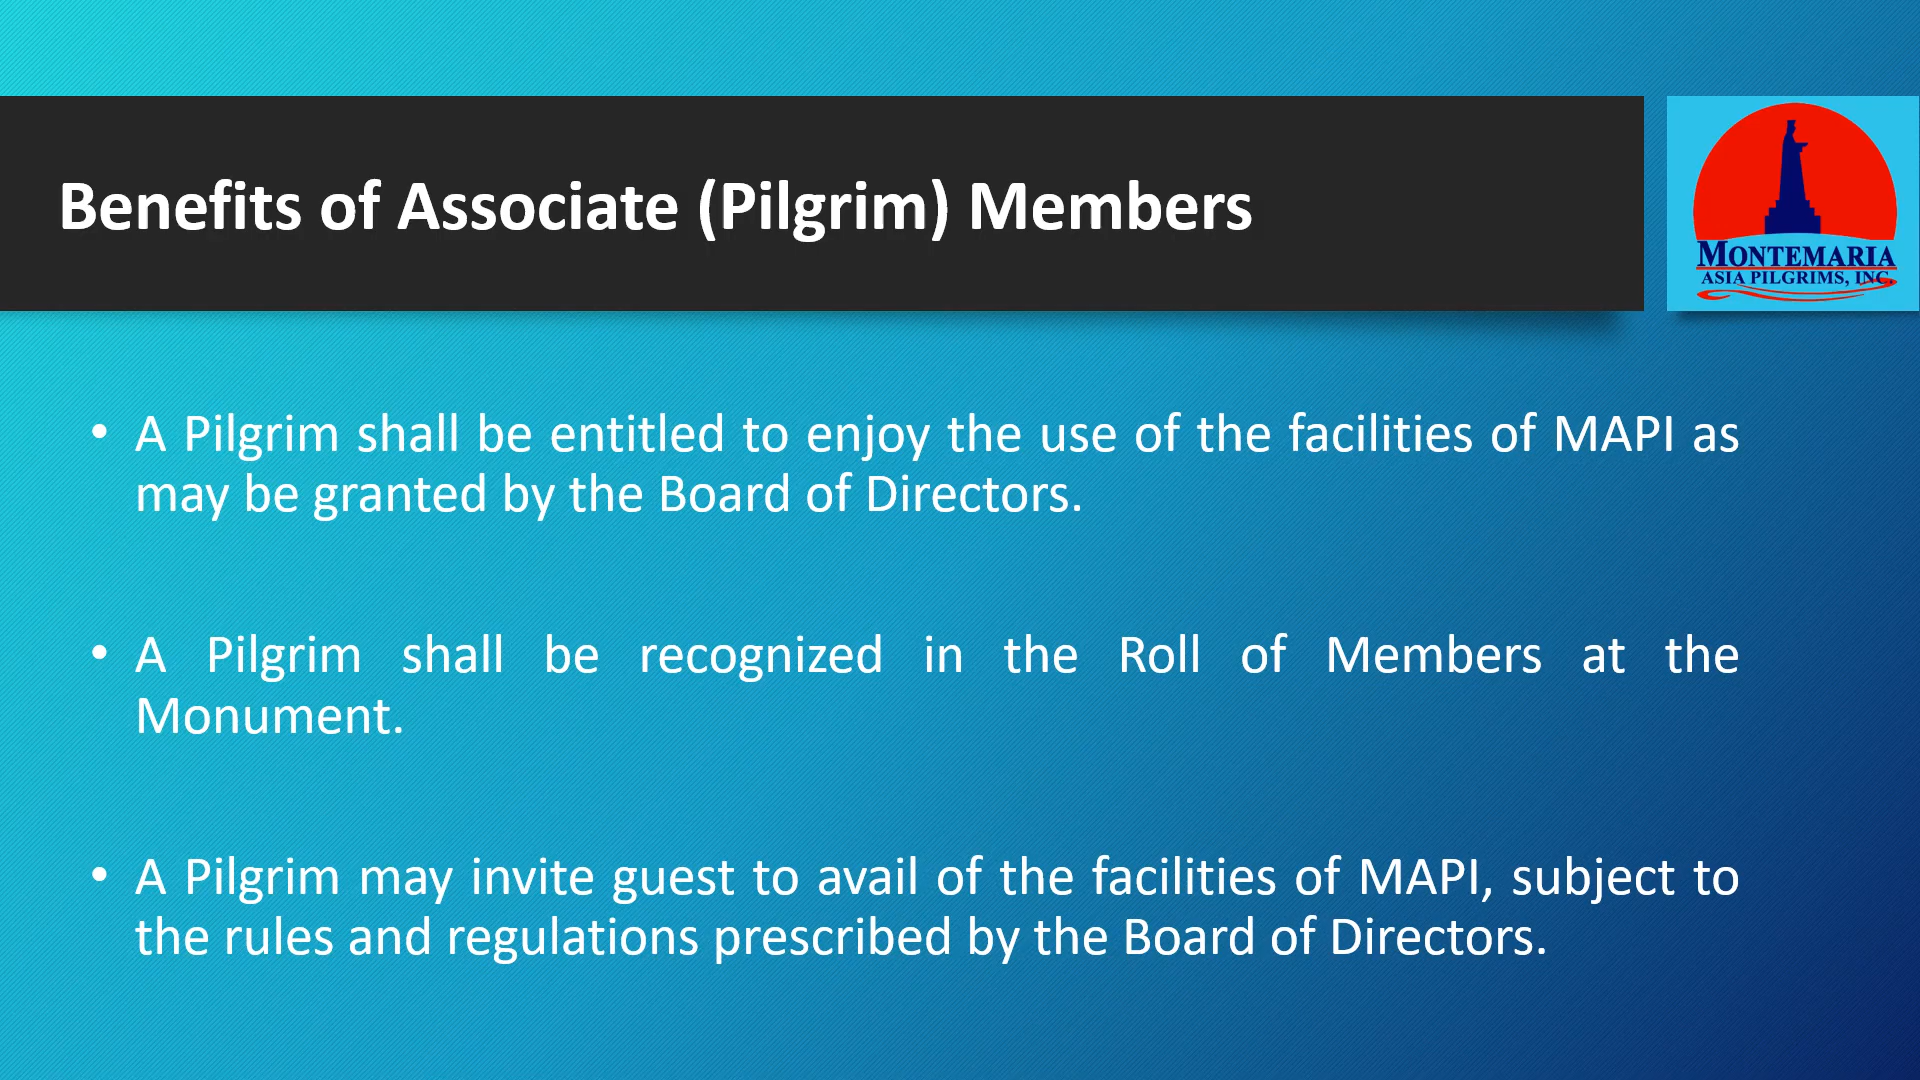 Benefits of Associate (Pilgrim) Members
MONTEMARIA
ASIA PILGRIMS, INC.
• A Pilgrim shall be entitled to enjoy the use of the facilities of MAPI as
may be granted by the Board of Directors.
• A Pilgrim shall be recognized in the Roll of Members at the
Monument.
• A Pilgrim may invite guest to avail of the facilities of MAPI, subject to
the rules and regulations prescribed by the Board of Directors.